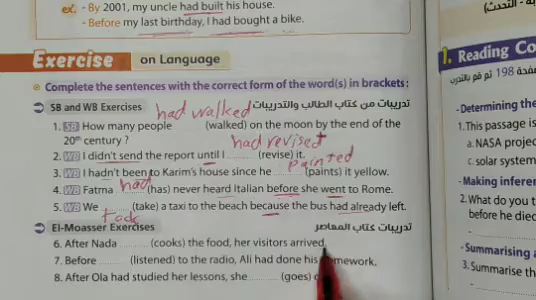 ex. - By 2001, my uncle had built his house.
- Before my last birthday, I had bought a bike.
Exercise on Language
Complete the sentences with the correct form of the word(s) in brackets :
SB and WB Exercises تدريبات من كتاب الطالب والتدريبات
had walked
1. SB How many people (walked) on the moon by the end of the
20th century ?
had revised
2. WB I didn't send the report until I ........ (revise) it.
painted
3. WB I hadn't been to Karim's house since he (paints) it yellow.
had
4. WB Fatma (has) never heard Italian before she went to Rome.
5. WB We ........ (take) a taxi to the beach because the bus had already left.
took
El-Moasser Exercises تدريبات كتاب المعاصر
6. After Nada ........ (cooks) the food, her visitors arrived.
7. Before ........ (listened) to the radio, Ali had done his homework.
8. After Ola had studied her lessons, she ........ (goes)
1. Reading Co
صفحة 198 ثم قم بالتدريب
- Determining the
1. This passage is
a. NASA projec
c. solar system
- Making inferen
2. What do you t
before he died
- Summarising
3. Summarise th